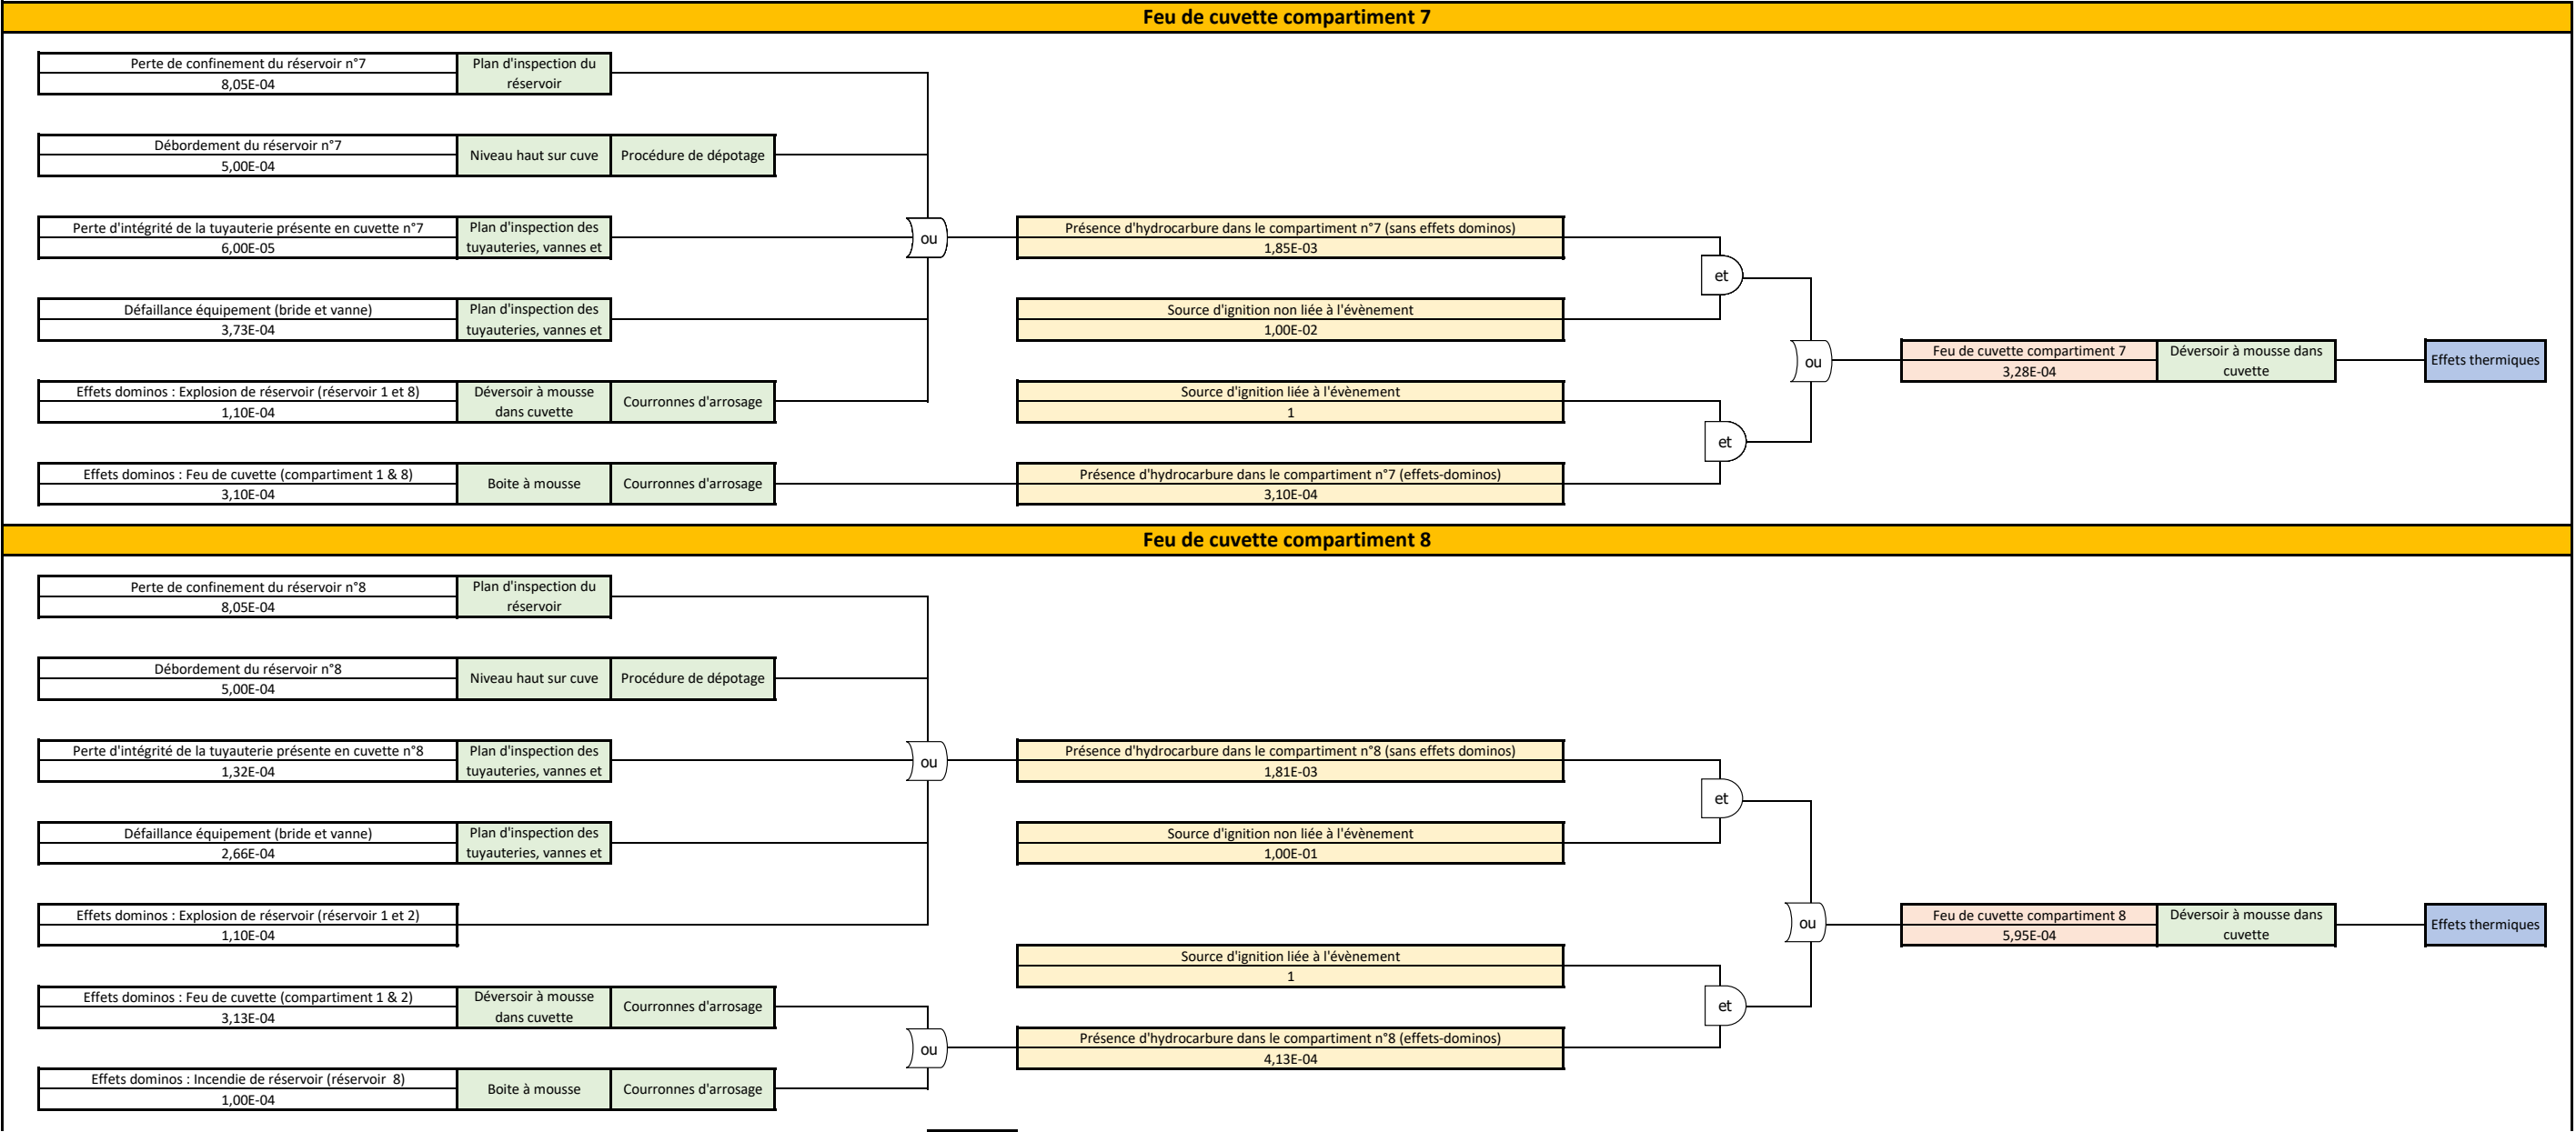 Feu de cuvette compartiment 7
Perte de confinement du réservoir n°7
8,05E-04
Plan d'inspection du
réservoir
Débordement du réservoir n°7
5,00E-04
Niveau haut sur cuve
Procédure de dépotage
Perte d'intégrité de la tuyauterie présente en cuvette n°7
6,00E-05
Plan d'inspection des
tuyauteries, vannes et
ou
Présence d'hydrocarbure dans le compartiment n°7 (sans effets dominos)
1,85E-03
et
Défaillance équipement (bride et vanne)
3,73E-04
Plan d'inspection des
tuyauteries, vannes et
Source d'ignition non liée à l'évènement
1,00E-02
ou
Feu de cuvette compartiment 7
3,28E-04
Déversoir à mousse dans
cuvette
Effets thermiques
Effets dominos : Explosion de réservoir (réservoir 1 et 8)
1,10E-04
Déversoir à mousse
dans cuvette
Courronnes d'arrosage
Source d'ignition liée à l'évènement
1
et
Effets dominos : Feu de cuvette (compartiment 1 & 8)
3,10E-04
Boite à mousse
Courronnes d'arrosage
Présence d'hydrocarbure dans le compartiment n°7 (effets-dominos)
3,10E-04
Feu de cuvette compartiment 8
Perte de confinement du réservoir n°8
8,05E-04
Plan d'inspection du
réservoir
Débordement du réservoir n°8
5,00E-04
Niveau haut sur cuve
Procédure de dépotage
Perte d'intégrité de la tuyauterie présente en cuvette n°8
1,32E-04
Plan d'inspection des
tuyauteries, vannes et
ou
Présence d'hydrocarbure dans le compartiment n°8 (sans effets dominos)
1,81E-03
et
Défaillance équipement (bride et vanne)
2,66E-04
Plan d'inspection des
tuyauteries, vannes et
Source d'ignition non liée à l'évènement
1,00E-01
Effets dominos : Explosion de réservoir (réservoir 1 et 2)
1,10E-04
ou
Feu de cuvette compartiment 8
5,95E-04
Déversoir à mousse dans
cuvette
Effets thermiques
Source d'ignition liée à l'évènement
1
Effets dominos : Feu de cuvette (compartiment 1 & 2)
3,13E-04
Déversoir à mousse
dans cuvette
Courronnes d'arrosage
et
ou
Présence d'hydrocarbure dans le compartiment n°8 (effets-dominos)
4,13E-04
Effets dominos : Incendie de réservoir (réservoir  8)
1,00E-04
Boite à mousse
Courronnes d'arrosage